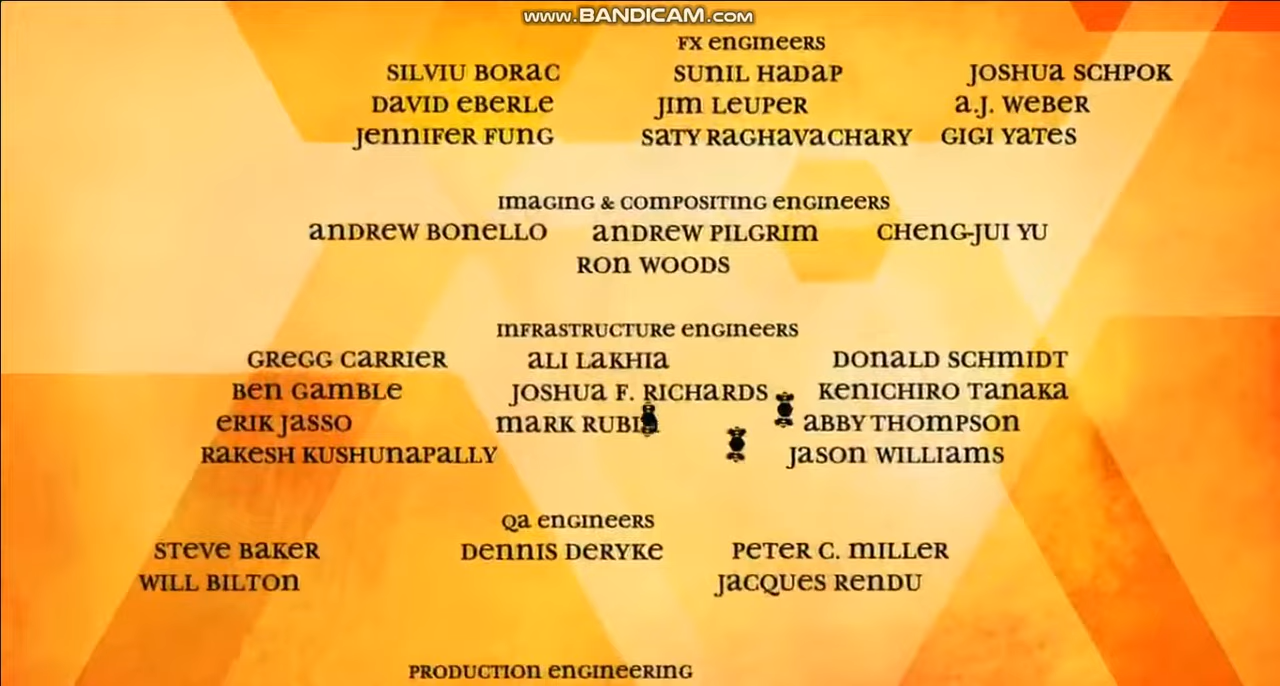 www.BANDICAM.com
FX engineers
SILVIU BORAC SUNIL HADAP JOSHUA SCHPOK
DAVID EBERLE JIM LEUPER A.J. WEBER
JENNIFER FUNG SATY RAGHAVACHARY GIGI YATES
IMAGING & COMPOSITING engineers
ANDREW BONELLO ANDREW PILGRIM CHENG-JUI YU
RON WOODS
INFRASTRUCTURE engineers
GREGG CARRIER ALI LAKHIA DONALD SCHMIDT
BEN GAMBLE JOSHUA F. RICHARDS KENICHIRO TANAKA
ERIK JASSO MARK RUBIN ABBY THOMPSON
RAKESH KUSHUNAPALLY JASON WILLIAMS
QA engineers
STEVE BAKER DENNIS DERYKE PETER C. MILLER
WILL BILTON JACQUES RENDU
PRODUCTION engineering